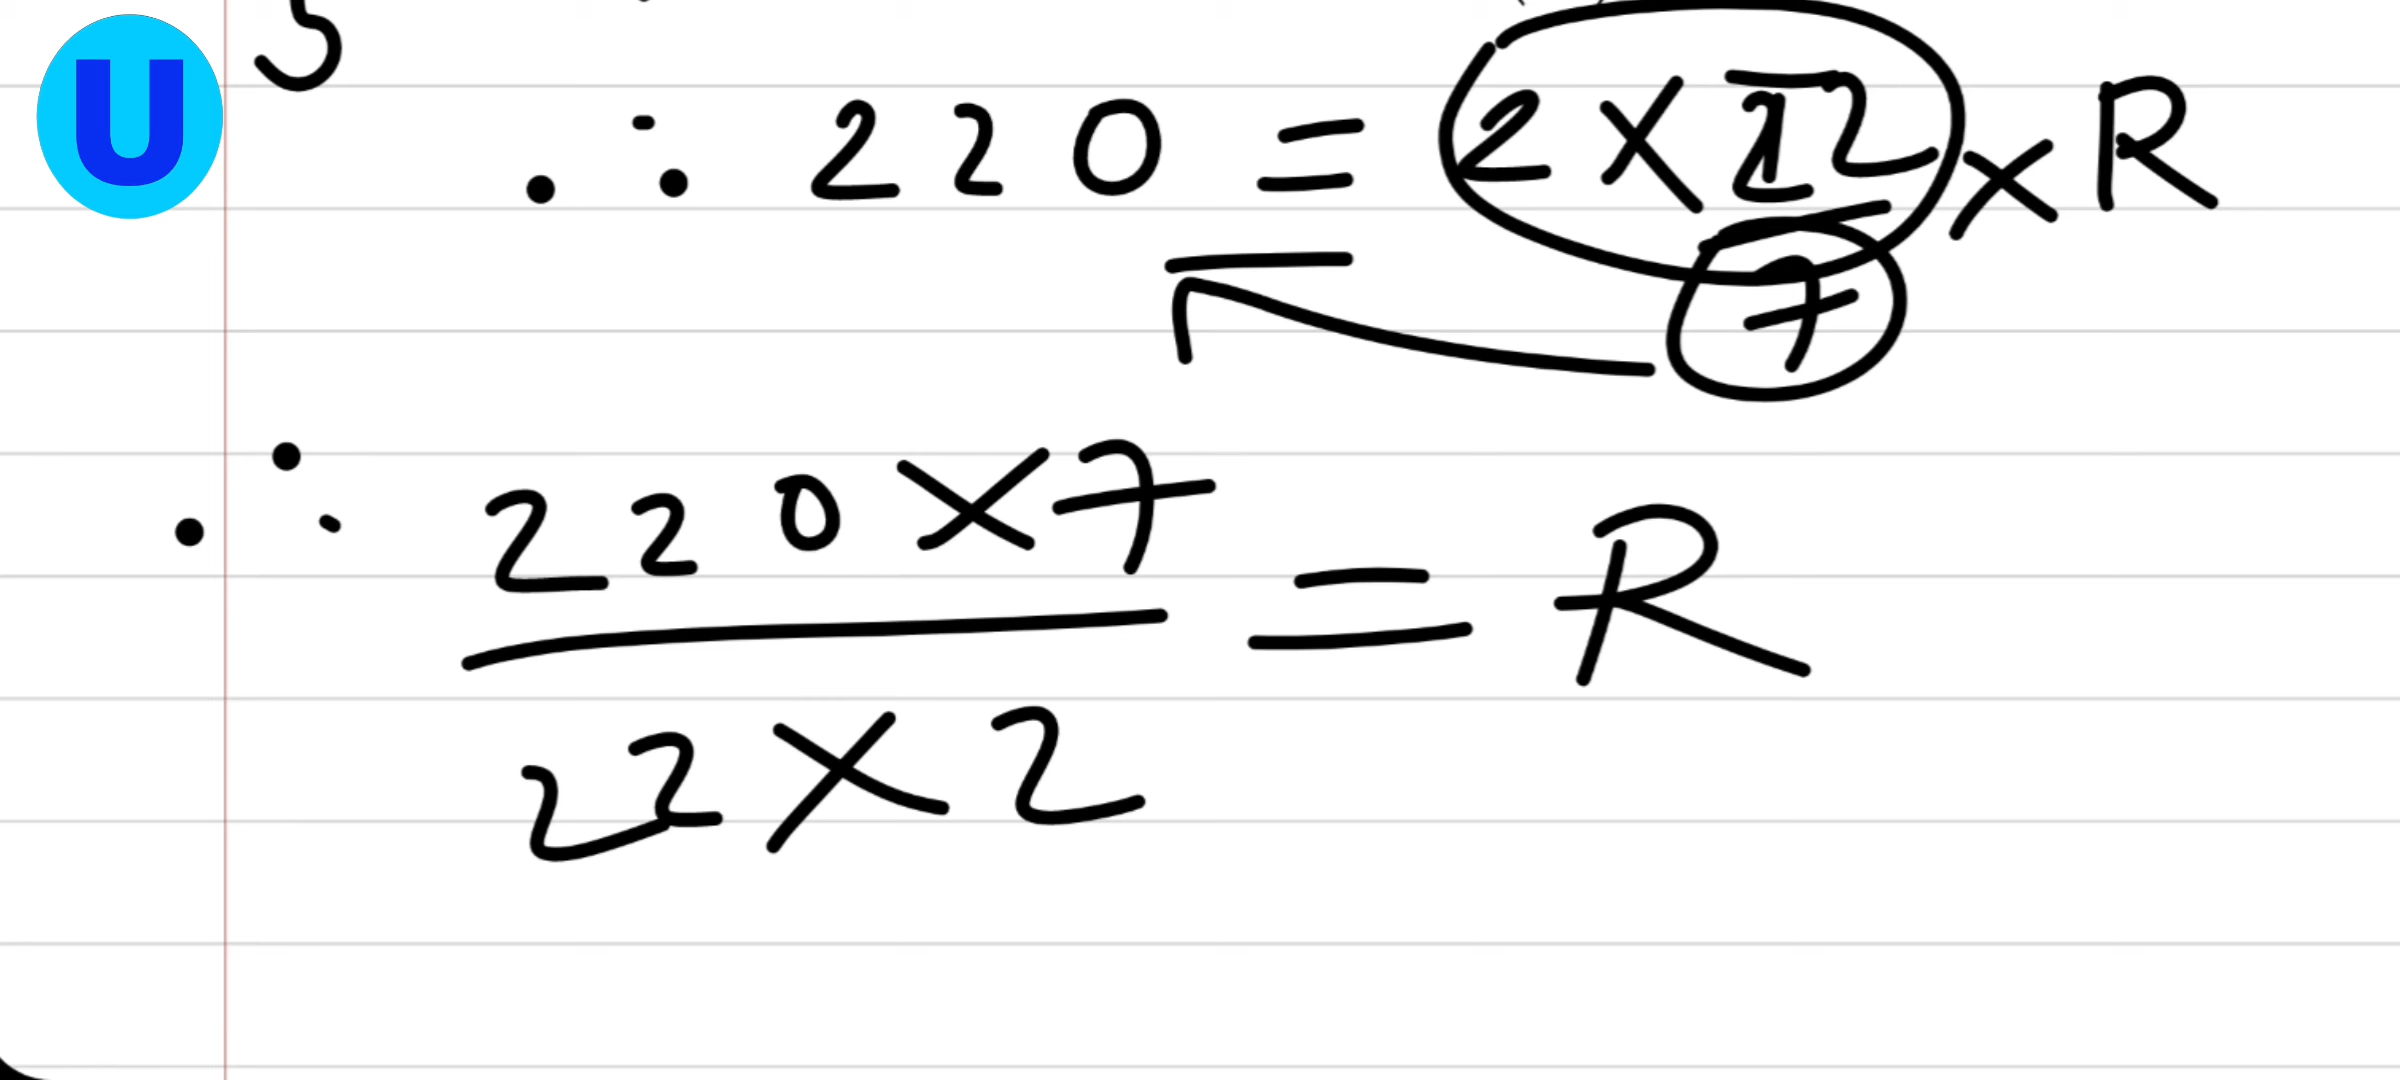 U
∴ 220 = 2 × 22/7 × R
∴ 220 × 7 / 22 × 2 = R